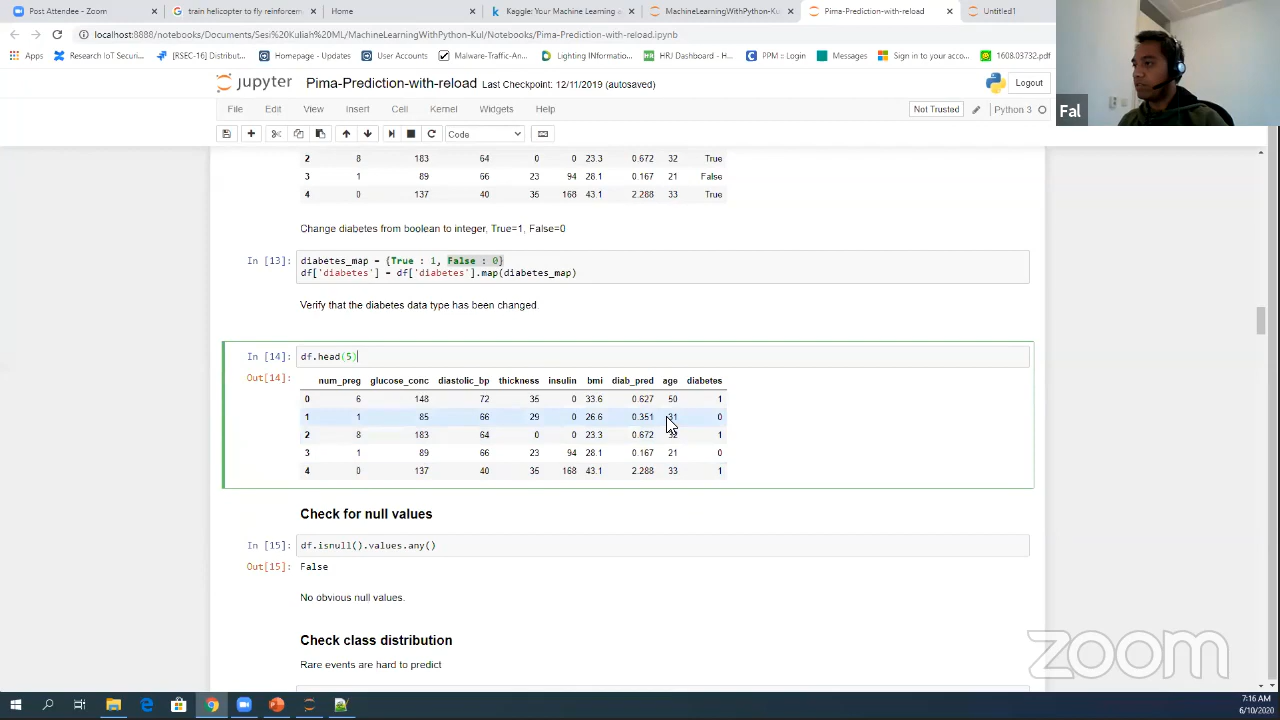 Post Attendee - Zoom
train helicopter to fly reinforcem
Home
Kaggle: Your Machine Learning a
MachineLearningWithPython-Kul
Pima-Prediction-with-reload
Untitled1
localhost:8888/notebooks/Documents/Sesi%20Kuliah%20ML/MachineLearningWithPython-Kul/Notebooks/Pima-Prediction-with-reload.ipynb
Apps
Research IoT Securi...
[RSEC-16] Distribut...
Homepage - Updates
User Accounts
Malware-Traffic-An...
Lighting Informatio...
HRJ Dashboard - H...
PPM :: Login
Messages
Sign in to your acco...
1608.03732.pdf
jupyter Pima-Prediction-with-reload Last Checkpoint: 12/11/2019 (autosaved)
Logout
File Edit View Insert Cell Kernel Widgets Help
Not Trusted
Python 3
Code
Fal
2 8 183 64 0 0 23.3 0.672 32 True
3 1 89 66 23 94 28.1 0.167 21 False
4 0 137 40 35 168 43.1 2.288 33 True
Change diabetes from boolean to integer, True=1, False=0
In [13]: diabetes_map = {True : 1, False : 0}
df['diabetes'] = df['diabetes'].map(diabetes_map)
Verify that the diabetes data type has been changed.
In [14]: df.head(5)
Out[14]:
num_preg glucose_conc diastolic_bp thickness insulin bmi diab_pred age diabetes
0 6 148 72 35 0 33.6 0.627 50 1
1 1 85 66 29 0 26.6 0.351 31 0
2 8 183 64 0 0 23.3 0.672 32 1
3 1 89 66 23 94 28.1 0.167 21 0
4 0 137 40 35 168 43.1 2.288 33 1
Check for null values
In [15]: df.isnull().values.any()
Out[15]: False
No obvious null values.
Check class distribution
Rare events are hard to predict
zoom
7:16 AM
6/10/2020